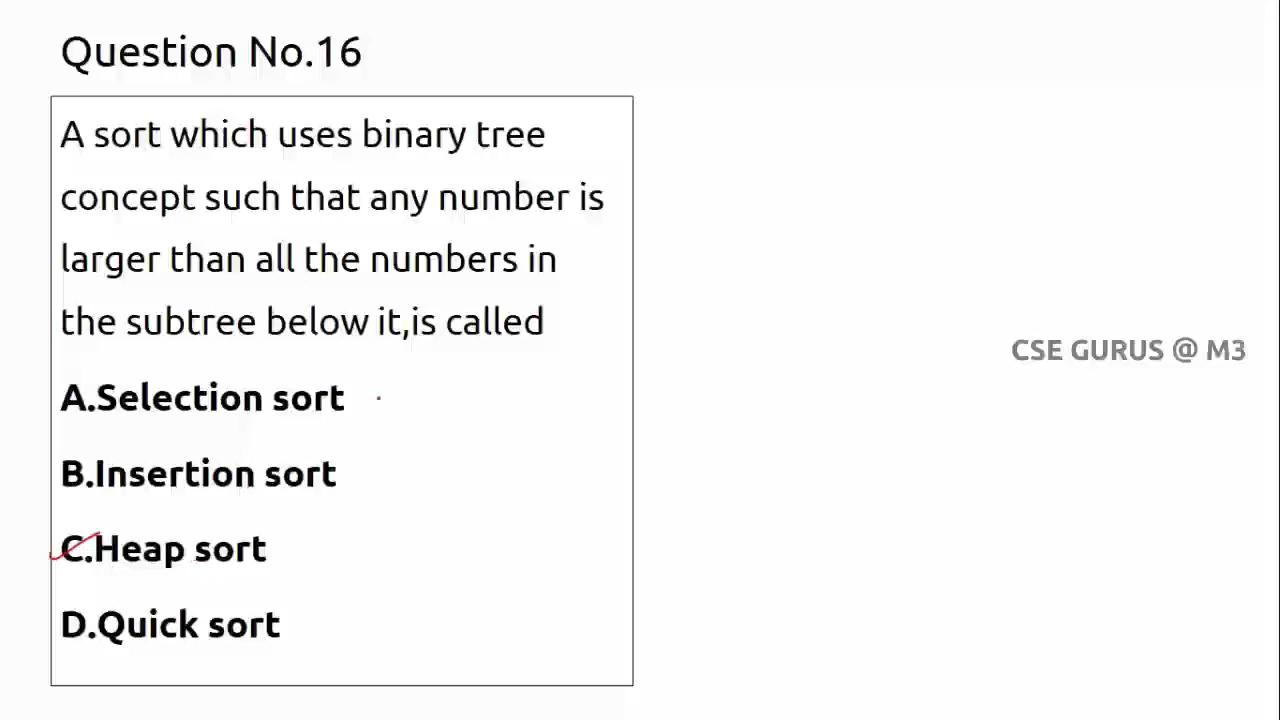 Question No.16
A sort which uses binary tree
concept such that any number is
larger than all the numbers in
the subtree below it,is called
A.Selection sort
B.Insertion sort
C.Heap sort
D.Quick sort
CSE GURUS @ M3